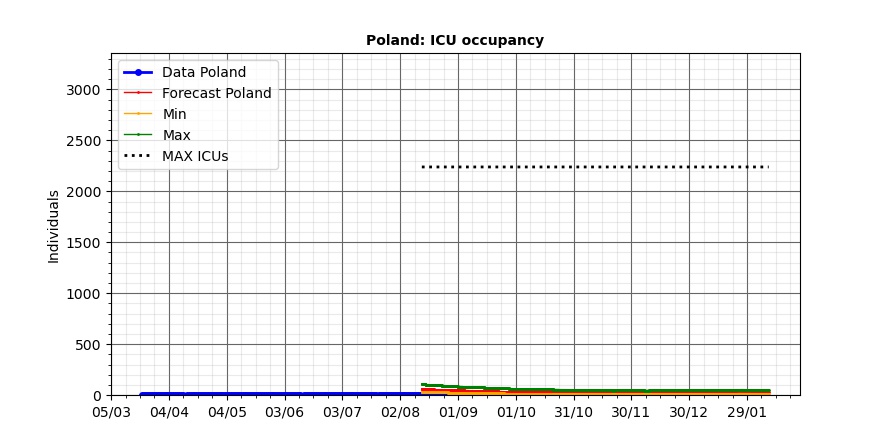 Poland: ICU occupancy
Data Poland
Forecast Poland
Min
Max
MAX ICUs
Individuals
3000
2500
2000
1500
1000
500
0
05/03 04/04 04/05 03/06 03/07 02/08 01/09 01/10 31/10 30/11 30/12 29/01